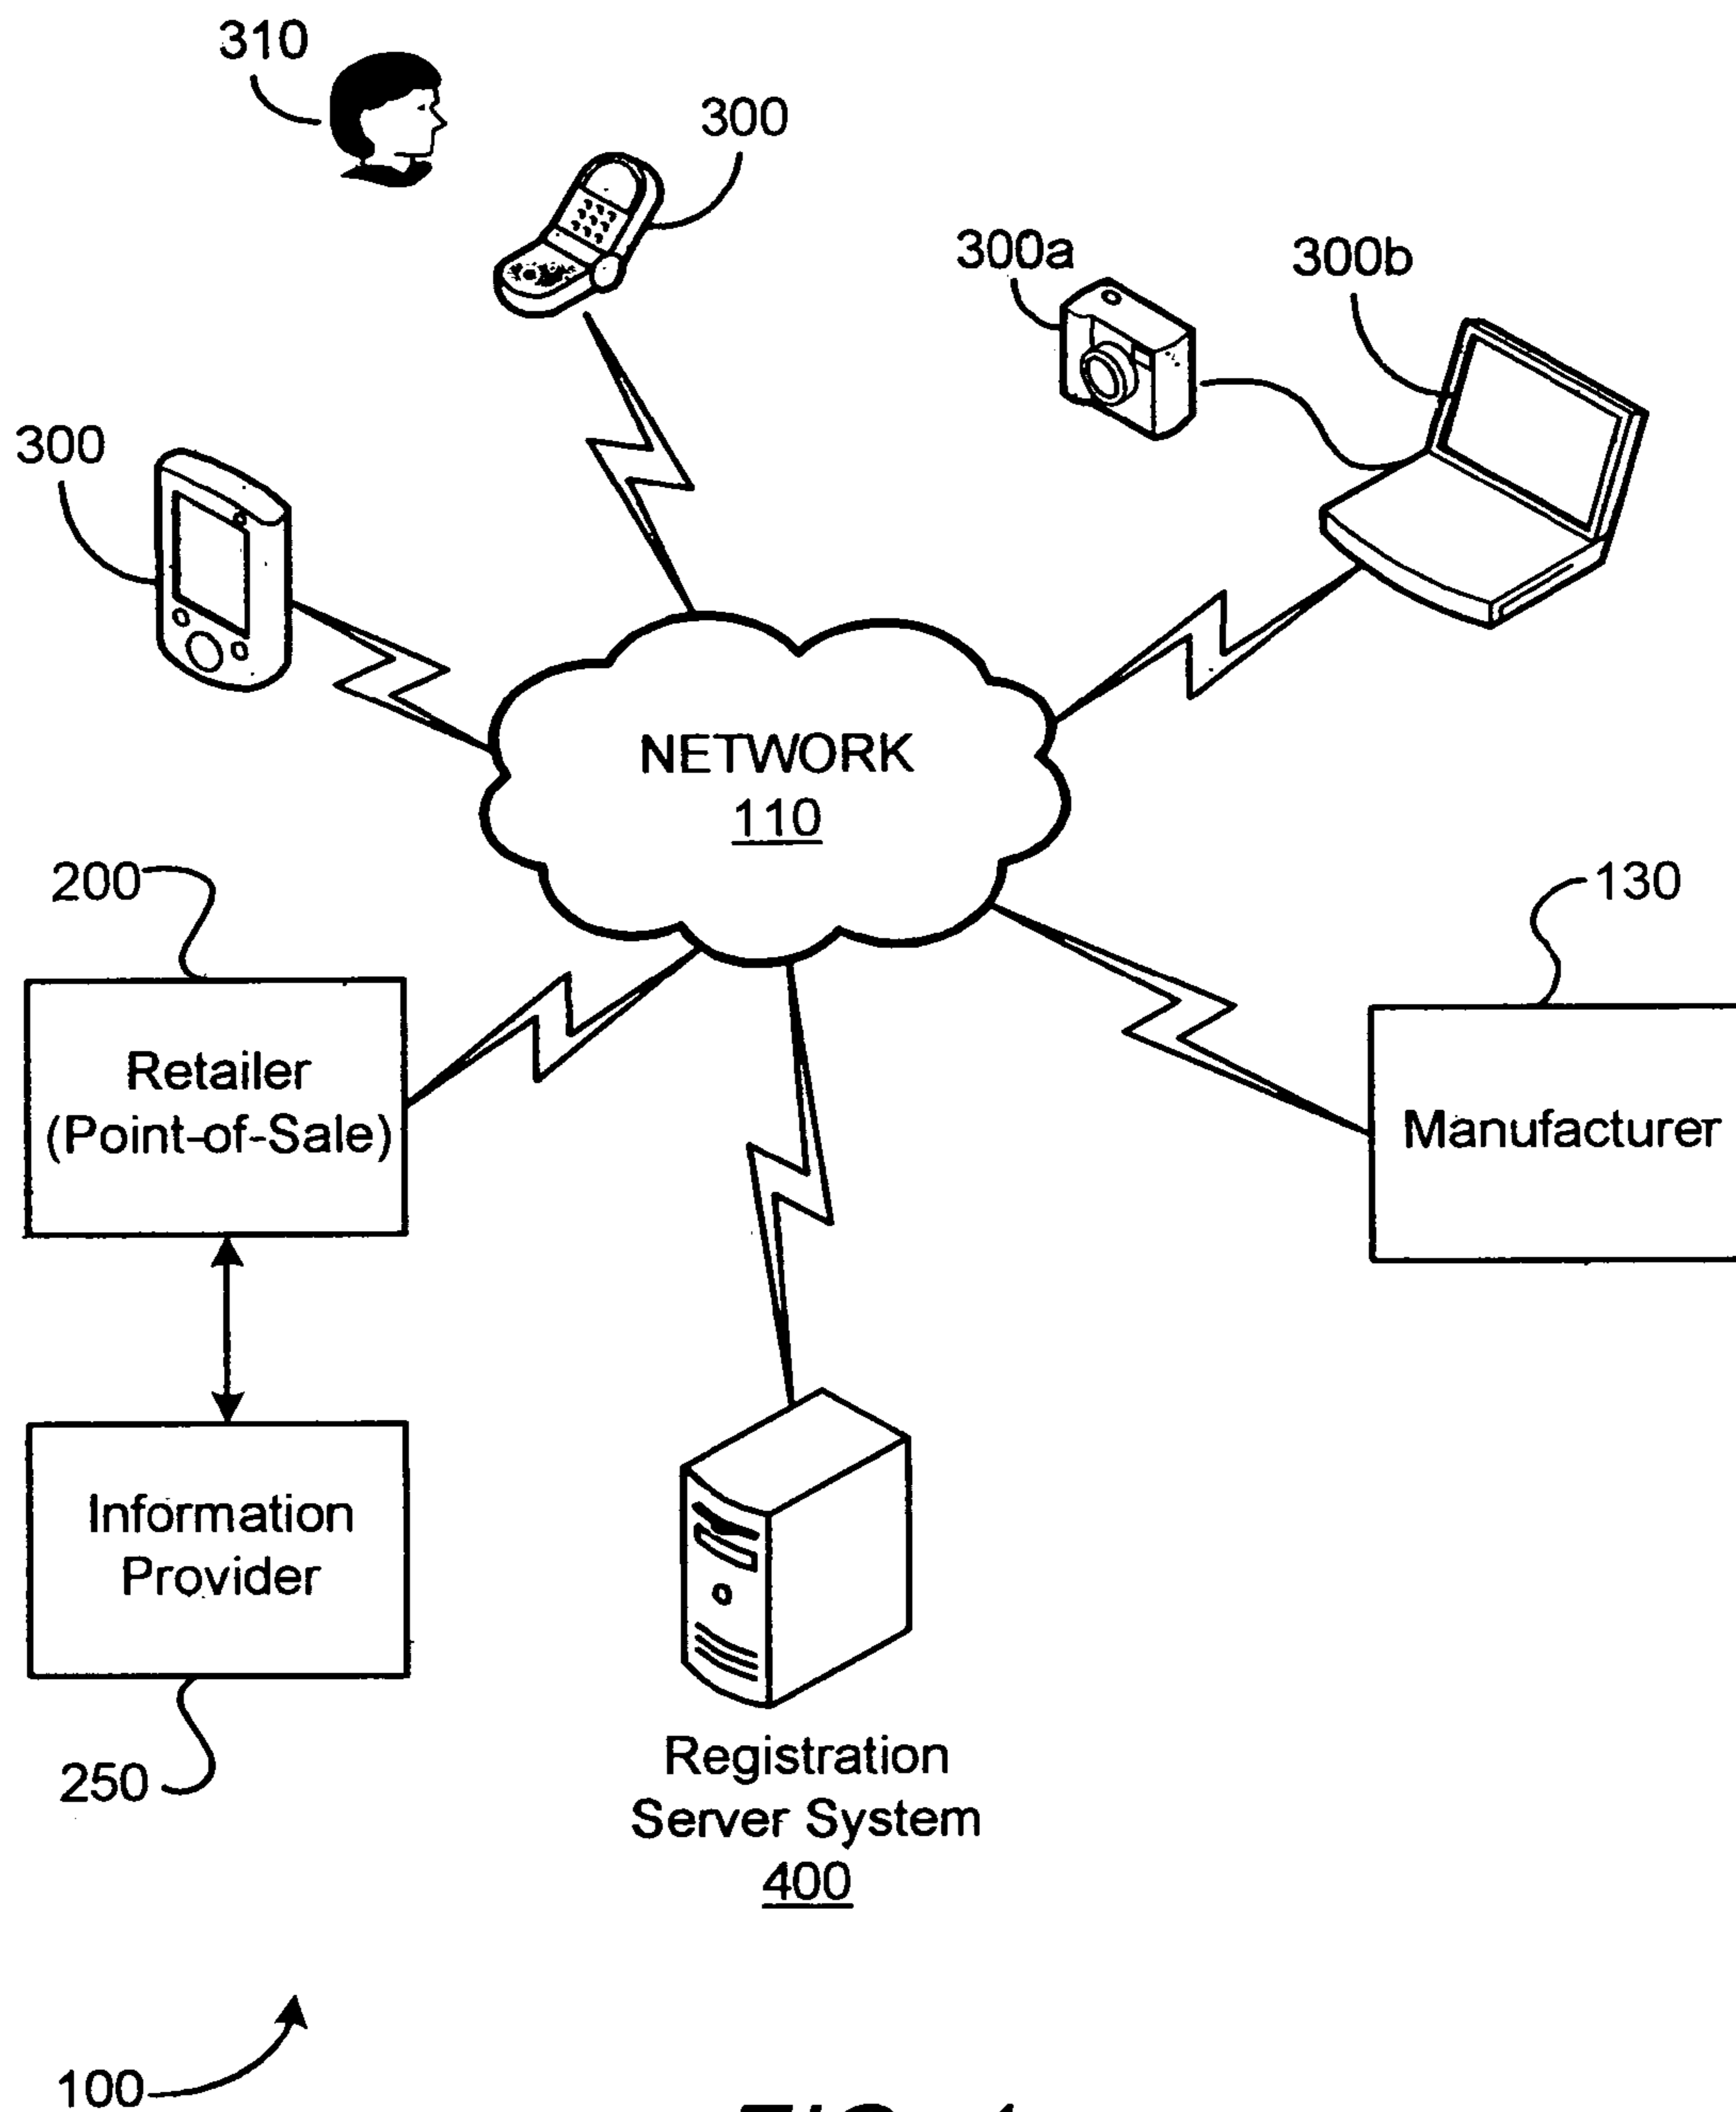 310
300
300a
300b
300
NETWORK
110
200
130
Retailer
(Point-of-Sale)
Manufacturer
Information
Provider
250
Registration
Server System
400
100